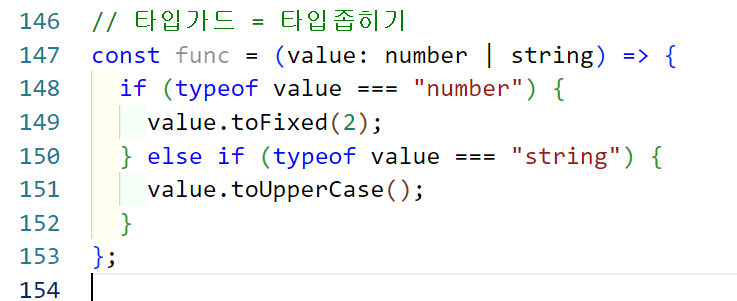 146 // 타입가드 = 타입좁히기
147 const func = (value: number | string) => {
148   if (typeof value === "number") {
149     value.toFixed(2);
150   } else if (typeof value === "string") {
151     value.toUpperCase();
152   }
153 };
154